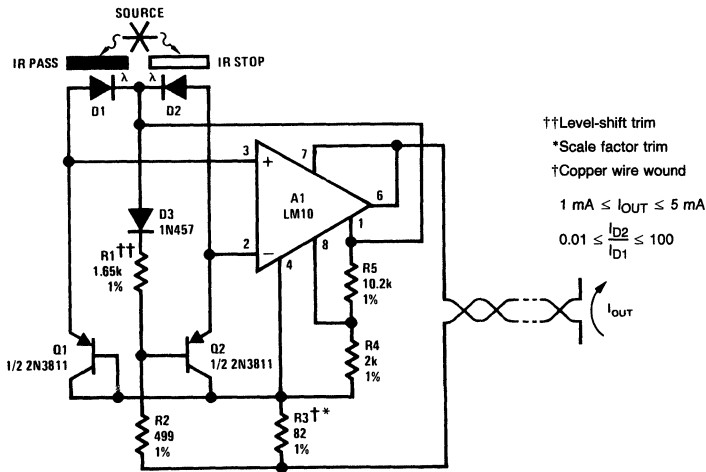 SOURCE
IR PASS
λ
λ
IR STOP
D1
D2
3
+
7
A1
LM10
6
1
2
−
4
8
D3
1N457
R1††
1.65k
1%
R5
10.2k
1%
R4
2k
1%
Q1
1/2 2N3811
Q2
1/2 2N3811
R2
499
1%
R3†*
82
1%
IOUT
††Level-shift trim
*Scale factor trim
†Copper wire wound
1 mA ≤ IOUT ≤ 5 mA
0.01 ≤ ID2/ID1 ≤ 100